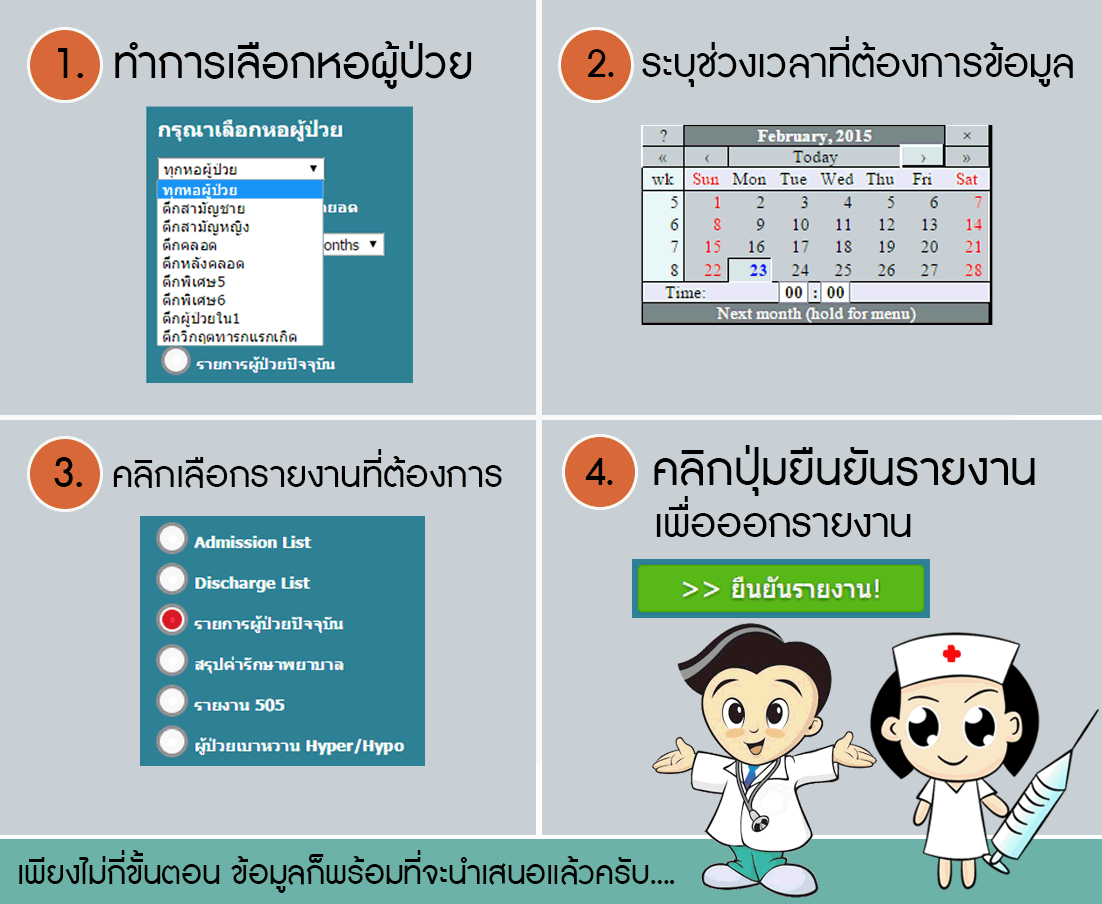 1. ทำการเลือกหอผู้ป่วย
กรุณาเลือกหอผู้ป่วย
ทุกหอผู้ป่วย
ทุกหอผู้ป่วย
ตึกสามัญชาย
ตึกสามัญหญิง
ตึกคลอด
onths
ตึกหลังคลอด
ตึกพิเศษ5
ตึกพิเศษ6
ตึกผู้ป่วยใน1
ตึกวิกฤตทารกแรกเกิด
รายการผู้ป่วยปัจจุบัน
2. ระบุช่วงเวลาที่ต้องการข้อมูล
? February, 2015 ×
« ‹ Today › »
wk Sun Mon Tue Wed Thu Fri Sat
5 1 2 3 4 5 6 7
6 8 9 10 11 12 13 14
7 15 16 17 18 19 20 21
8 22 23 24 25 26 27 28
Time: 00 : 00
Next month (hold for menu)
3. คลิกเลือกรายงานที่ต้องการ
Admission List
Discharge List
รายการผู้ป่วยปัจจุบัน
สรุปค่ารักษาพยาบาล
รายงาน 505
ผู้ป่วยเบาหวาน Hyper/Hypo
4. คลิกปุ่มยืนยันรายงาน
เพื่อออกรายงาน
>> ยืนยันรายงาน!
เพียงไม่กี่ขั้นตอน ข้อมูลก็พร้อมที่จะนำเสนอแล้วครับ....